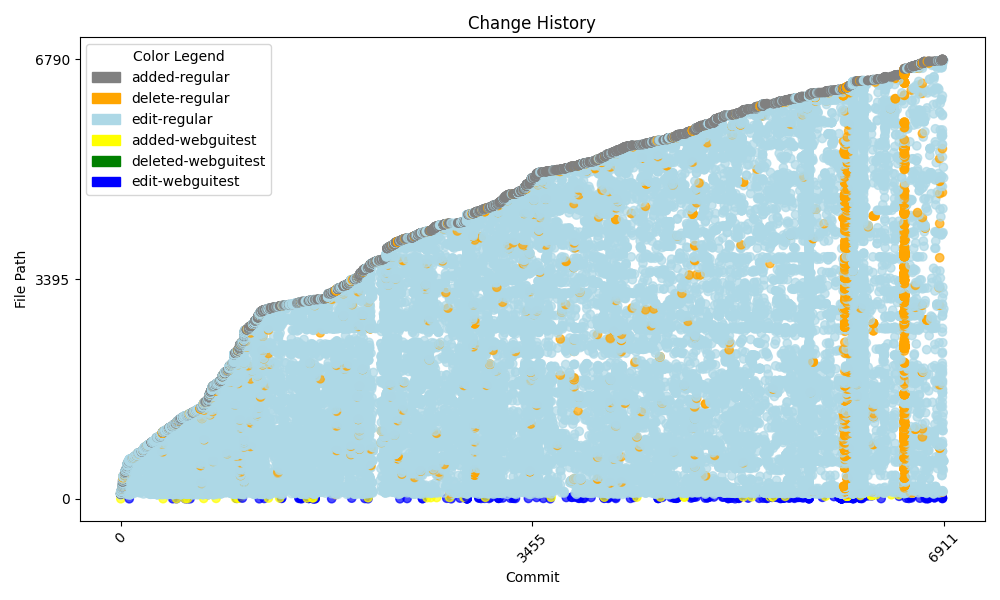 Change History
Color Legend
added-regular
delete-regular
edit-regular
added-webguitest
deleted-webguitest
edit-webguitest
File Path
6790
3395
0
0
3455
6911
Commit